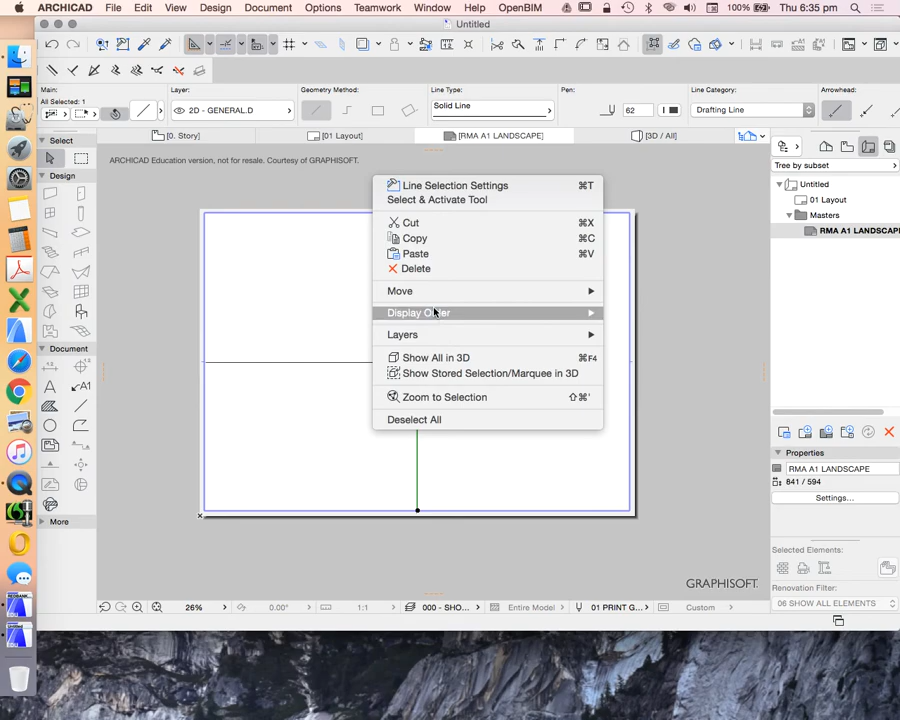 ARCHICAD File Edit View Design Document Options Teamwork Window Help OpenBIM 100% Thu 6:35 pm
Untitled
Main:
All Selected: 1
Layer:
2D - GENERAL.D
Geometry Method:
Line Type:
Solid Line
Pen:
62
Line Category:
Drafting Line
Arrowhead:
Select
[0. Story]
[01 Layout]
[RMA A1 LANDSCAPE]
[3D / All]
ARCHICAD Education version, not for resale. Courtesy of GRAPHISOFT.
Design
Document
More
Line Selection Settings ⌘T
Select & Activate Tool
Cut ⌘X
Copy ⌘C
Paste ⌘V
Delete
Move
Display Order
Layers
Show All in 3D ⌘F4
Show Stored Selection/Marquee in 3D
Zoom to Selection ⇧⌘'
Deselect All
GRAPHISOFT
26%
0.00°
1:1
000 - SHO...
Entire Model
01 PRINT G...
Custom
Tree by subset
Untitled
01 Layout
Masters
RMA A1 LANDSCAP
Properties
RMA A1 LANDSCAPE
841 / 594
Settings...
Selected Elements:
Renovation Filter:
06 SHOW ALL ELEMENTS